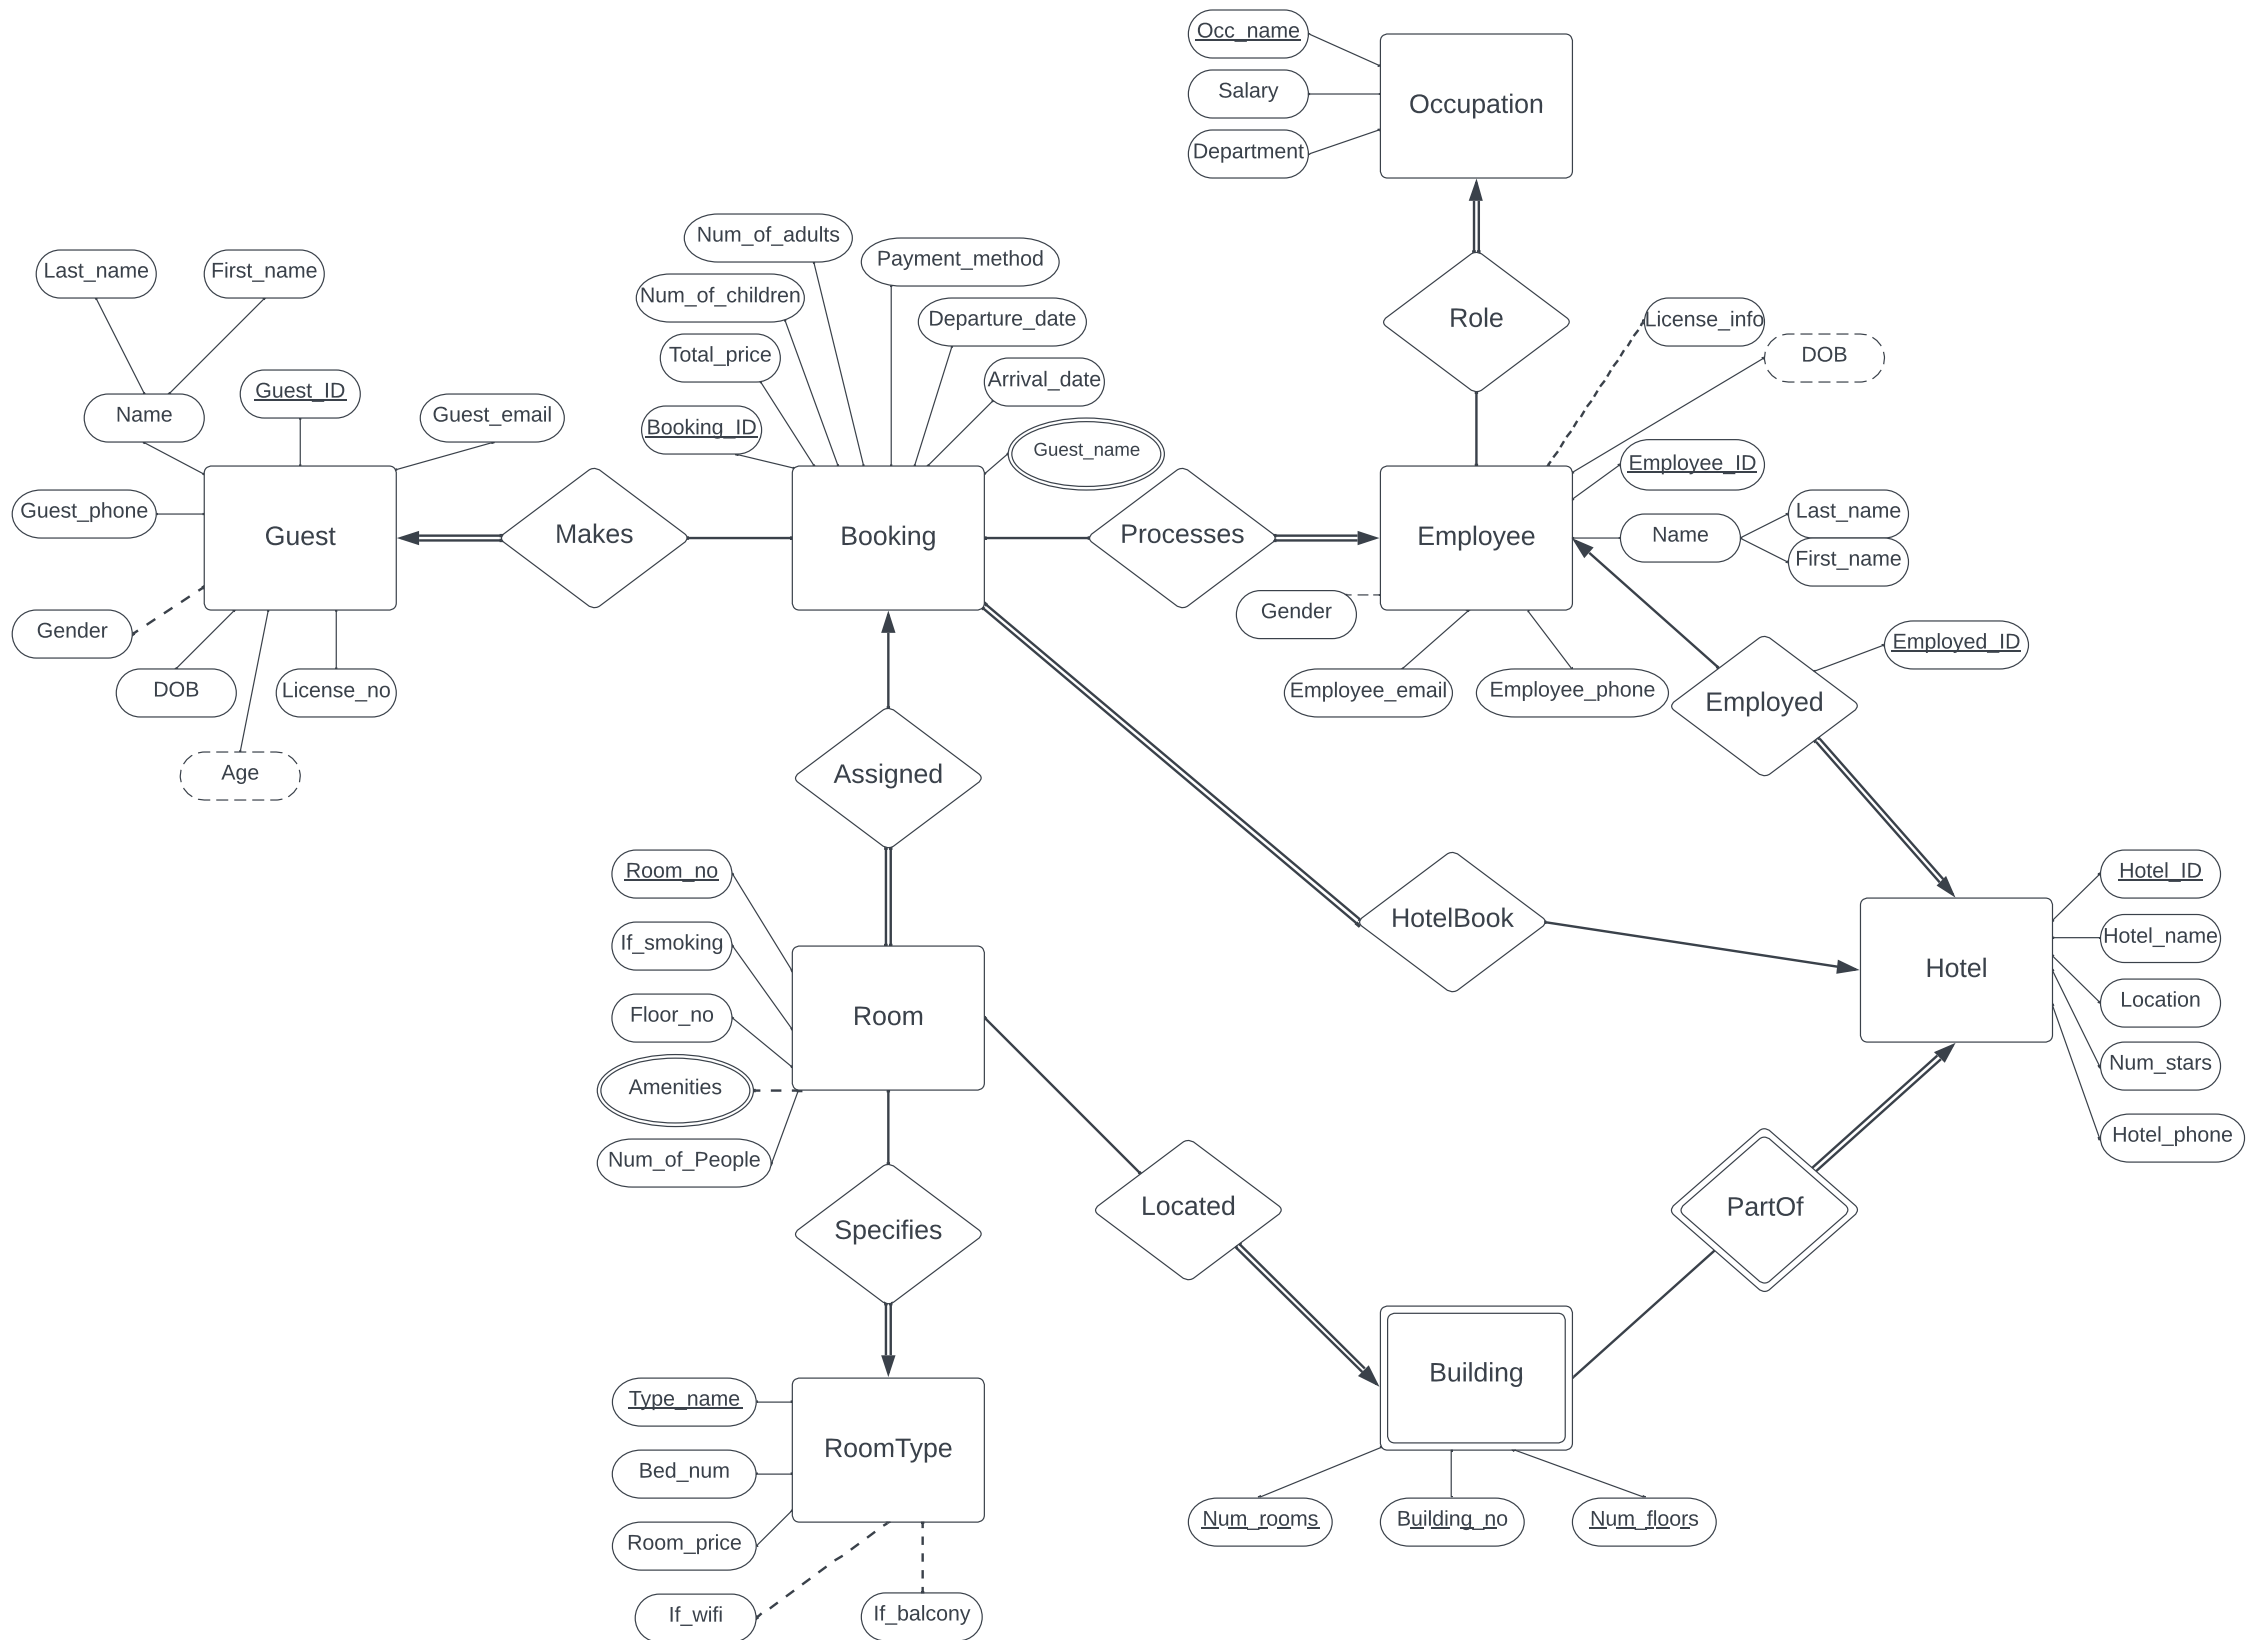 Occ_name
Salary
Department
Occupation
Role
Last_name
First_name
Name
Guest_ID
Guest_email
Guest_phone
Guest
Gender
DOB
License_no
Age
Makes
Num_of_adults
Payment_method
Num_of_children
Departure_date
Total_price
Arrival_date
Booking_ID
Guest_name
Booking
Processes
License_info
DOB
Employee_ID
Employee
Name
Last_name
First_name
Gender
Employee_email
Employee_phone
Employed_ID
Employed
Assigned
HotelBook
Room_no
If_smoking
Floor_no
Amenities
Num_of_People
Room
Hotel
Hotel_ID
Hotel_name
Location
Num_stars
Hotel_phone
Specifies
Located
PartOf
Building
Num_rooms
Building_no
Num_floors
Type_name
Bed_num
Room_price
RoomType
If_wifi
If_balcony